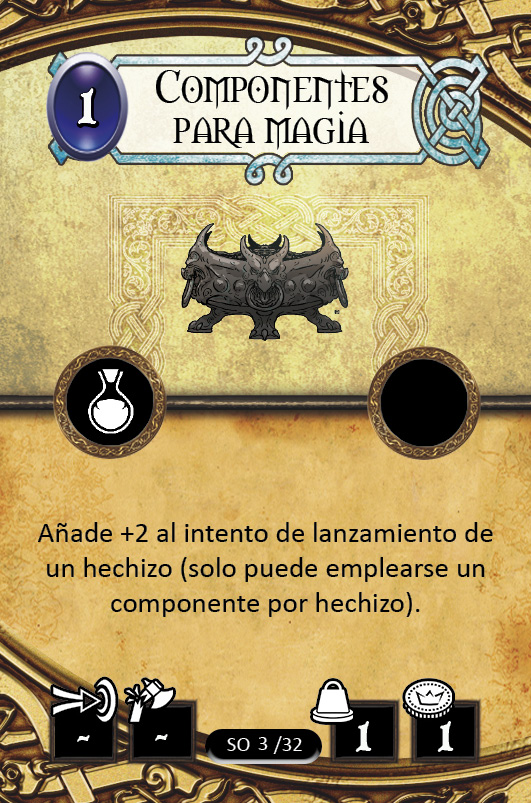 1
Componentes
para magia
Añade +2 al intento de lanzamiento de
un hechizo (solo puede emplearse un
componente por hechizo).
~ ~ SO 3 /32 1 1